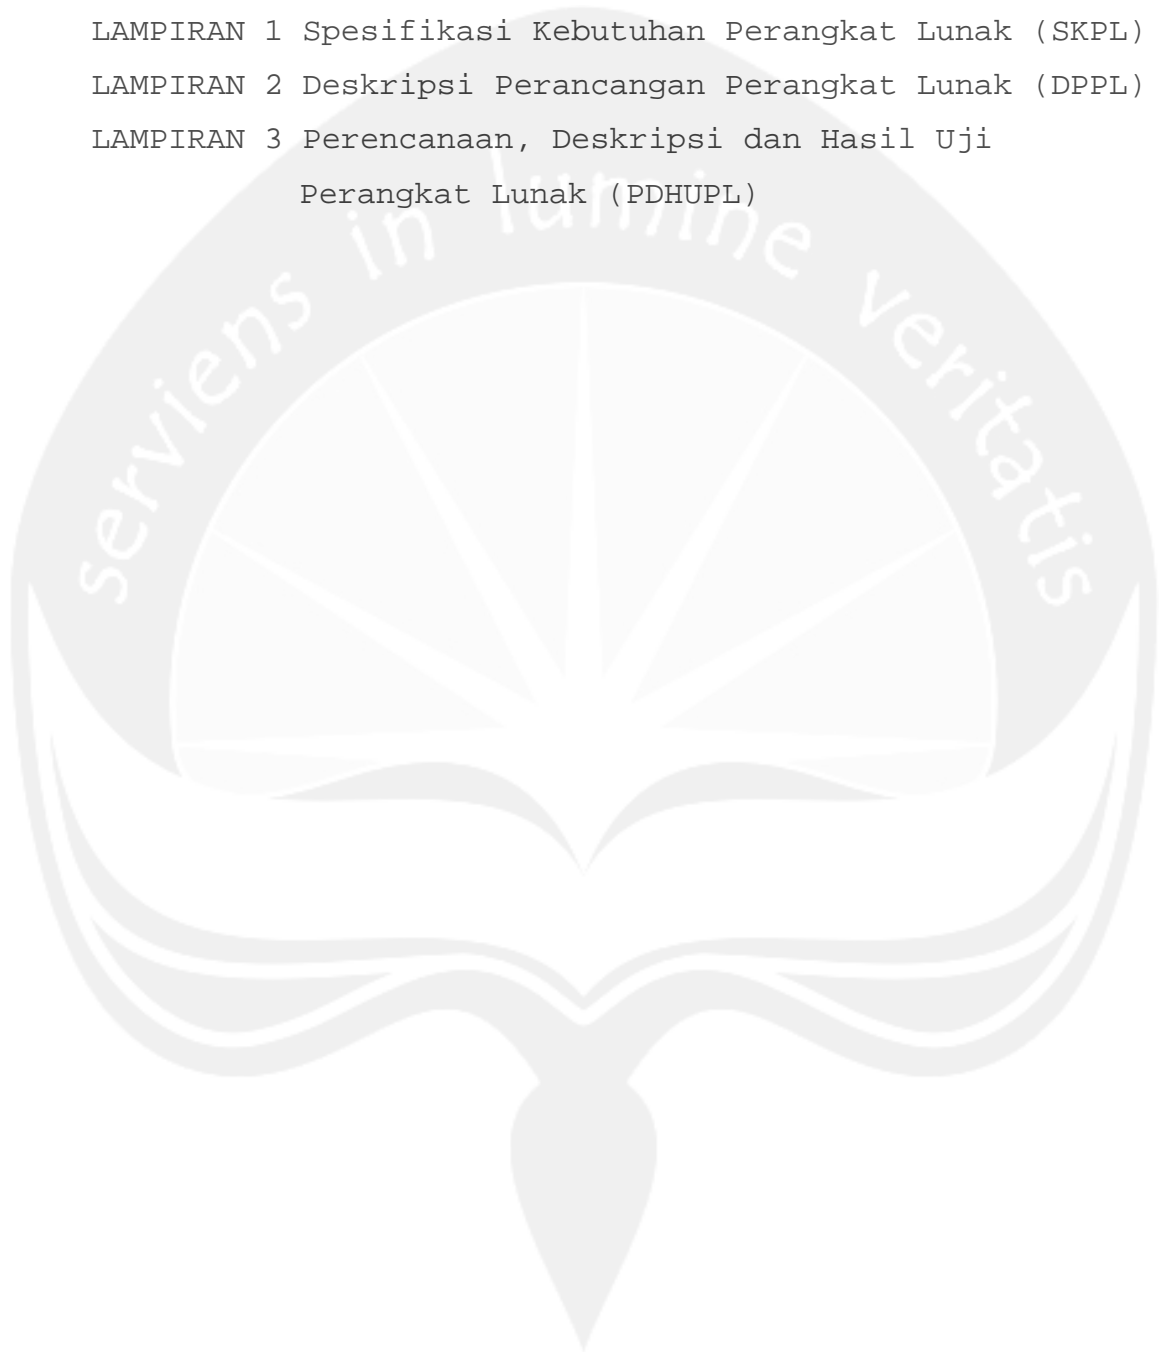 LAMPIRAN 1 Spesifikasi Kebutuhan Perangkat Lunak (SKPL)
LAMPIRAN 2 Deskripsi Perancangan Perangkat Lunak (DPPL)
LAMPIRAN 3 Perencanaan, Deskripsi dan Hasil Uji
Perangkat Lunak (PDHUPL)
serviens in lumine veritatis